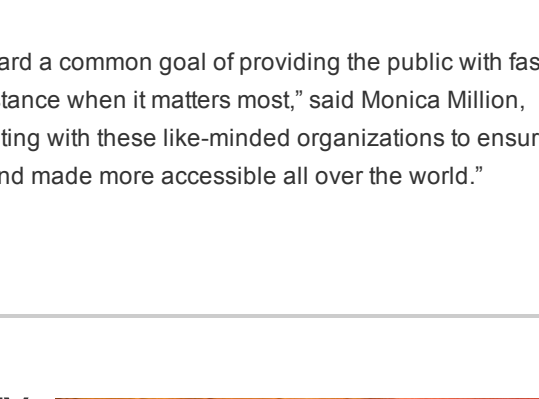 ard a common goal of providing the public with fas
tance when it matters most,” said Monica Million,
ting with these like-minded organizations to ensur
nd made more accessible all over the world.”